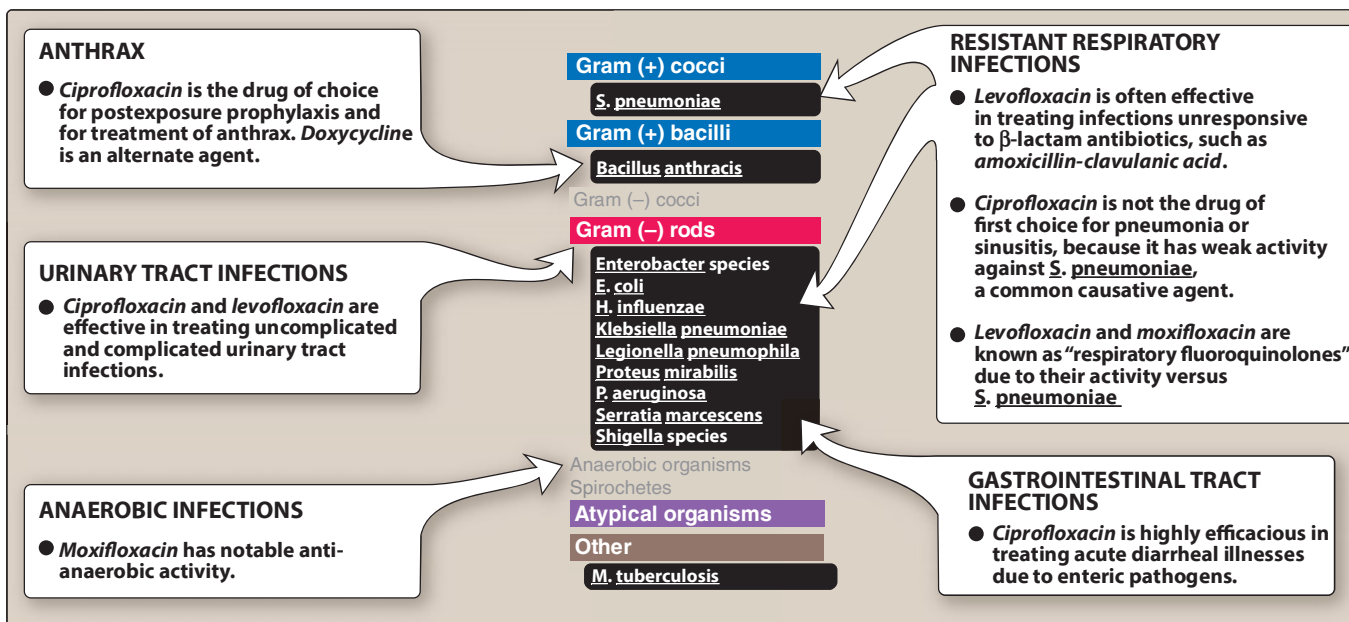 ANTHRAX
● Ciprofloxacin is the drug of choice
for postexposure prophylaxis and
for treatment of anthrax. Doxycycline
is an alternate agent.
URINARY TRACT INFECTIONS
● Ciprofloxacin and levofloxacin are
effective in treating uncomplicated
and complicated urinary tract
infections.
ANAEROBIC INFECTIONS
● Moxifloxacin has notable anti-
anaerobic activity.
Gram (+) cocci
S. pneumoniae
Gram (+) bacilli
Bacillus anthracis
Gram (–) cocci
Gram (–) rods
Enterobacter species
E. coli
H. influenzae
Klebsiella pneumoniae
Legionella pneumophila
Proteus mirabilis
P. aeruginosa
Serratia marcescens
Shigella species
Anaerobic organisms
Spirochetes
Atypical organisms
Other
M. tuberculosis
RESISTANT RESPIRATORY
INFECTIONS
● Levofloxacin is often effective
in treating infections unresponsive
to β-lactam antibiotics, such as
amoxicillin-clavulanic acid.
● Ciprofloxacin is not the drug of
first choice for pneumonia or
sinusitis, because it has weak activity
against S. pneumoniae,
a common causative agent.
● Levofloxacin and moxifloxacin are
known as “respiratory fluoroquinolones”
due to their activity versus
S. pneumoniae
GASTROINTESTINAL TRACT
INFECTIONS
● Ciprofloxacin is highly efficacious in
treating acute diarrheal illnesses
due to enteric pathogens.